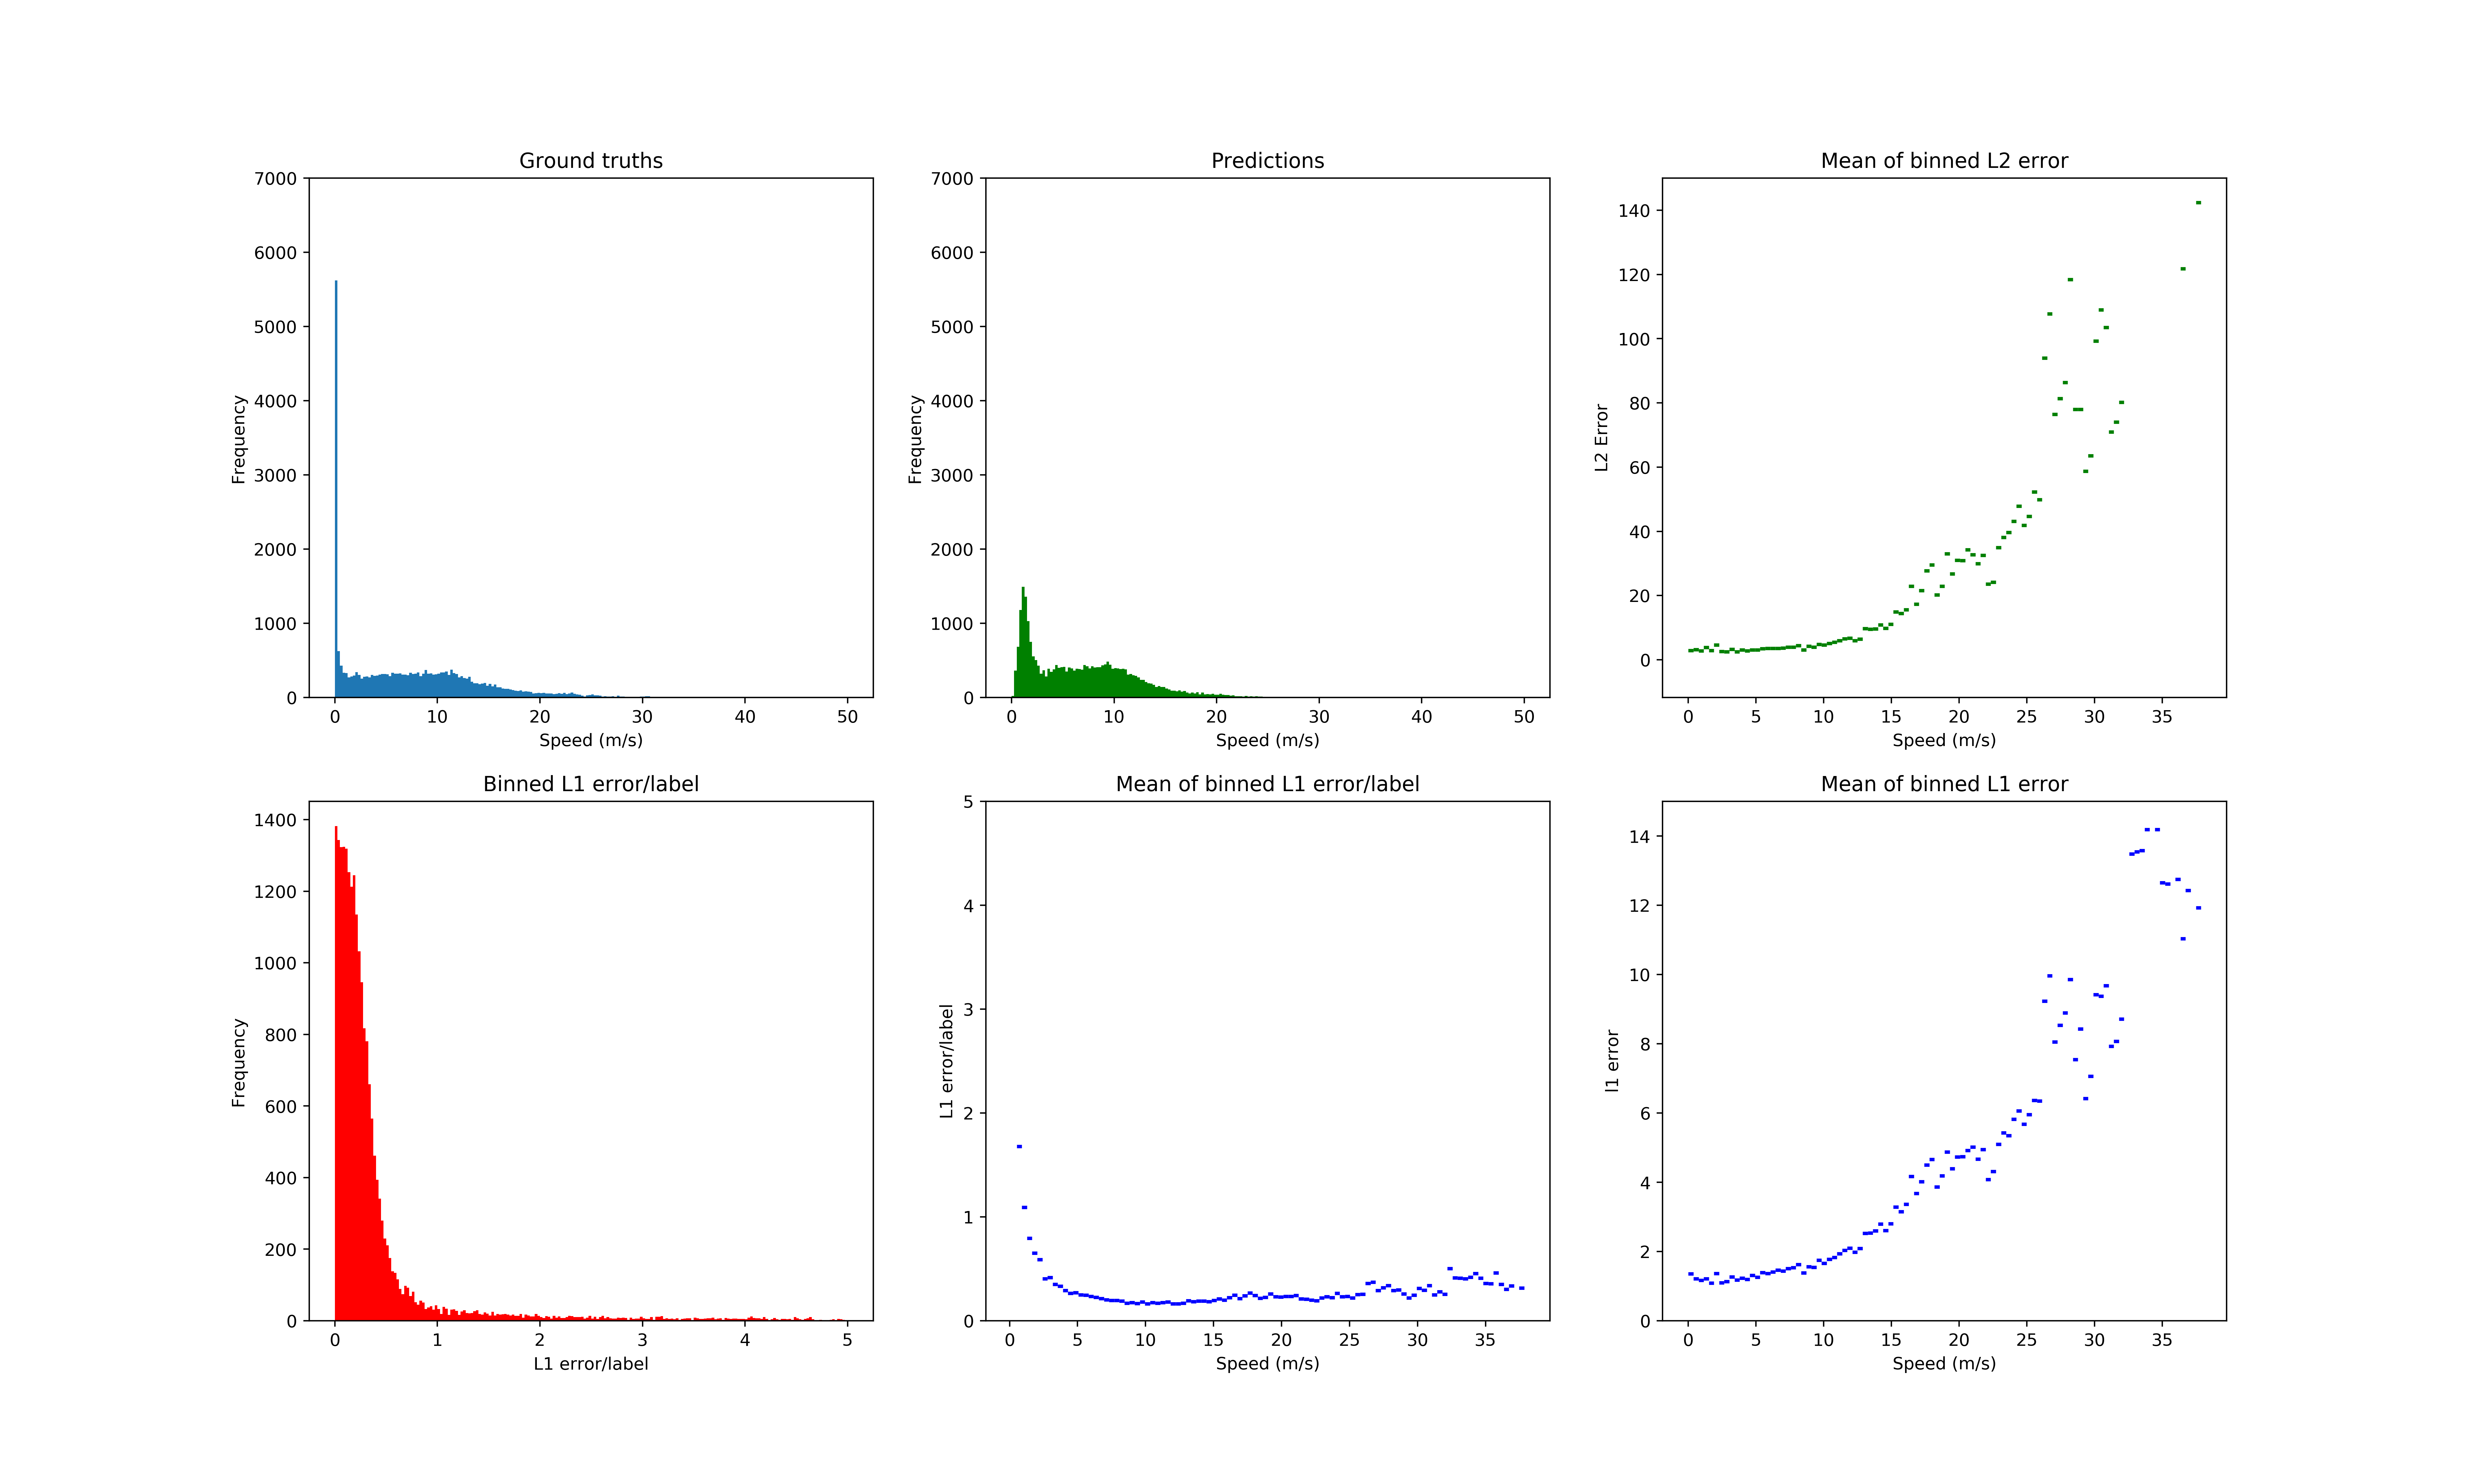 Ground truths
7000
6000
5000
4000
3000
2000
1000
0
Frequency
0 10 20 30 40 50
Speed (m/s)
Predictions
7000
6000
5000
4000
3000
2000
1000
0
Frequency
0 10 20 30 40 50
Speed (m/s)
Mean of binned L2 error
140
120
100
80
60
40
20
0
L2 Error
0 5 10 15 20 25 30 35
Speed (m/s)
Binned L1 error/label
1400
1200
1000
800
600
400
200
0
Frequency
0 1 2 3 4 5
L1 error/label
Mean of binned L1 error/label
5
4
3
2
1
0
L1 error/label
0 5 10 15 20 25 30 35
Speed (m/s)
Mean of binned L1 error
14
12
10
8
6
4
2
0
l1 error
0 5 10 15 20 25 30 35
Speed (m/s)